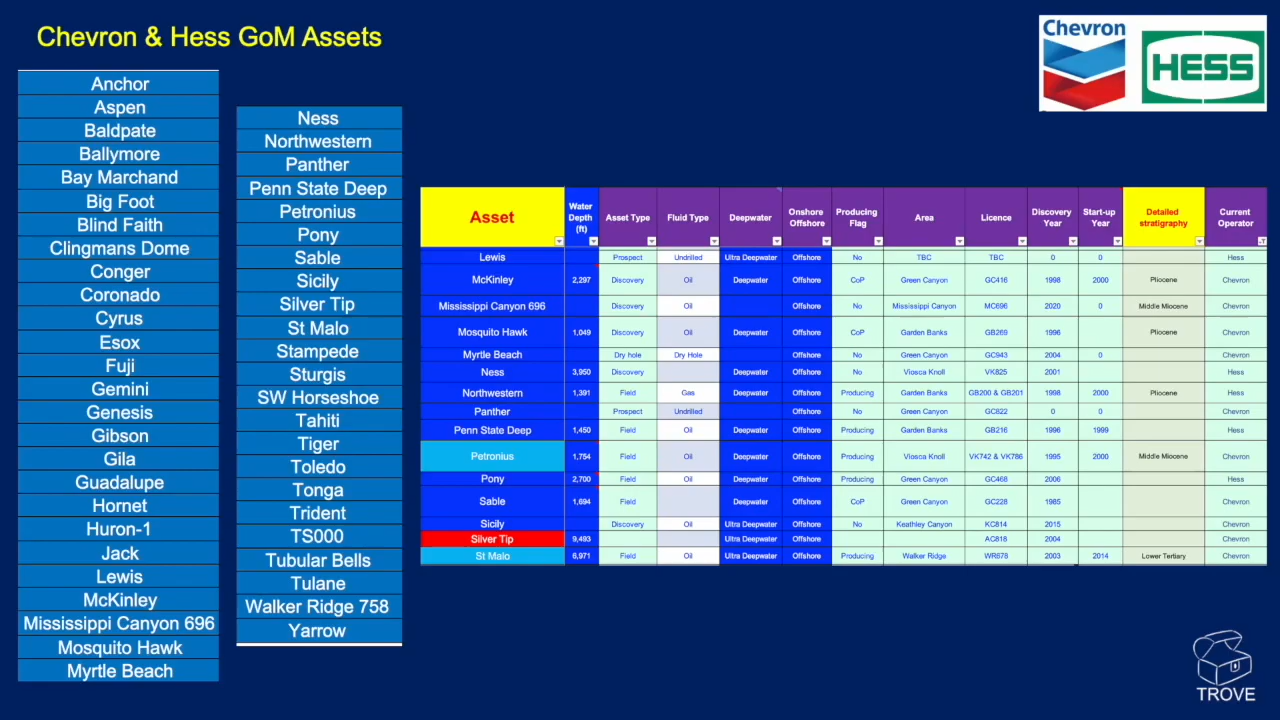 Chevron & Hess GoM Assets
Chevron
HESS
Anchor
Aspen
Baldpate
Ballymore
Bay Marchand
Big Foot
Blind Faith
Clingmans Dome
Conger
Coronado
Cyrus
Esox
Fuji
Gemini
Genesis
Gibson
Gila
Guadalupe
Hornet
Huron-1
Jack
Lewis
McKinley
Mississippi Canyon 696
Mosquito Hawk
Myrtle Beach
Ness
Northwestern
Panther
Penn State Deep
Petronius
Pony
Sable
Sicily
Silver Tip
St Malo
Stampede
Sturgis
SW Horseshoe
Tahiti
Tiger
Toledo
Tonga
Trident
TS000
Tubular Bells
Tulane
Walker Ridge 758
Yarrow
Asset Water Depth (ft) Asset Type Fluid Type Deepwater Onshore Offshore Producing Flag Area Licence Discovery Year Start-up Year Detailed stratigraphy Current Operator
Lewis Prospect Undrilled Ultra Deepwater Offshore No TBC TBC 0 0 Hess
McKinley 2,297 Discovery Oil Deepwater Offshore CoP Green Canyon GC416 1998 2000 Pliocene Chevron
Mississippi Canyon 696 Discovery Oil Offshore No Mississippi Canyon MC696 2020 0 Middle Miocene Chevron
Mosquito Hawk 1,049 Discovery Oil Deepwater Offshore CoP Garden Banks GB269 1996 Pliocene Chevron
Myrtle Beach Dry hole Dry Hole Offshore No Green Canyon GC943 2004 0 Chevron
Ness 3,950 Discovery Deepwater Offshore No Viosca Knoll VK825 2001 Hess
Northwestern 1,391 Field Gas Deepwater Offshore Producing Garden Banks GB200 & GB201 1998 2000 Pliocene Hess
Panther Prospect Undrilled Offshore No Green Canyon GC822 0 0 Chevron
Penn State Deep 1,450 Field Oil Deepwater Offshore Producing Garden Banks GB216 1996 1999 Hess
Petronius 1,754 Field Oil Deepwater Offshore Producing Viosca Knoll VK742 & VK786 1995 2000 Middle Miocene Chevron
Pony 2,700 Field Oil Deepwater Offshore Producing Green Canyon GC468 2006 Hess
Sable 1,694 Field Deepwater Offshore CoP Green Canyon GC228 1985 Chevron
Sicily Discovery Oil Ultra Deepwater Offshore No Keathley Canyon KC814 2015 Chevron
Silver Tip 9,493 Ultra Deepwater Offshore AC818 2004 Chevron
St Malo 6,971 Field Oil Ultra Deepwater Offshore Producing Walker Ridge WR678 2003 2014 Lower Tertiary Chevron
TROVE